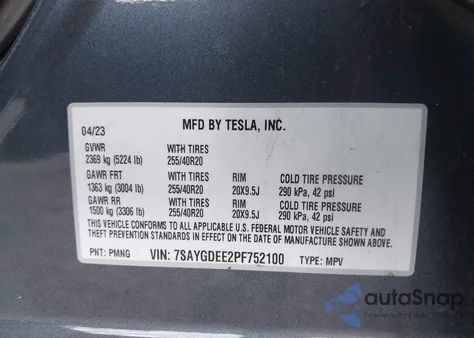 MFD BY TESLA, INC.
04/23
GVWR WITH TIRES
2369 kg (5224 lb) 255/40R20
GAWR FRT WITH TIRES RIM COLD TIRE PRESSURE
1363 kg (3004 lb) 255/40R20 20X9.5J 290 kPa, 42 psi
GAWR RR WITH TIRES RIM COLD TIRE PRESSURE
1500 kg (3306 lb) 255/40R20 20X9.5J 290 kPa, 42 psi
THIS VEHICLE CONFORMS TO ALL APPLICABLE U.S. FEDERAL MOTOR VEHICLE SAFETY AND
THEFT PREVENTION STANDARDS IN EFFECT ON THE DATE OF MANUFACTURE SHOWN ABOVE.
PNT: PMNG VIN: 7SAYGDEE2PF752100 TYPE: MPV
autoSnap